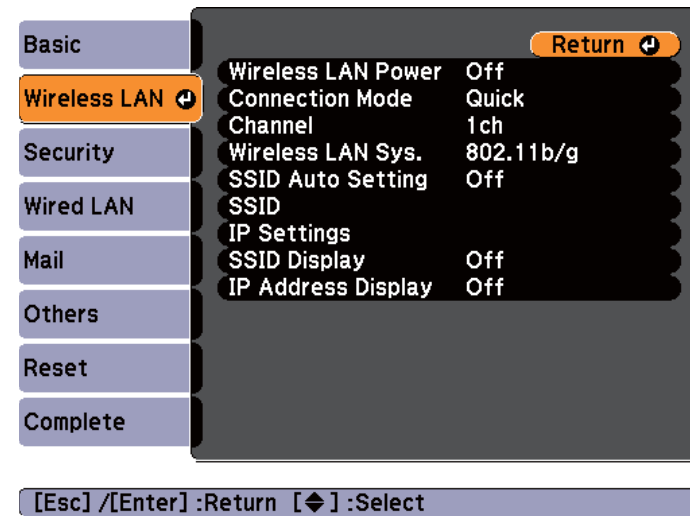 Basic
Wireless LAN
Security
Wired LAN
Mail
Others
Reset
Complete
Return
Wireless LAN Power Off
Connection Mode Quick
Channel 1ch
Wireless LAN Sys. 802.11b/g
SSID Auto Setting Off
SSID
IP Settings
SSID Display Off
IP Address Display Off
[Esc] /[Enter] :Return [◆] :Select